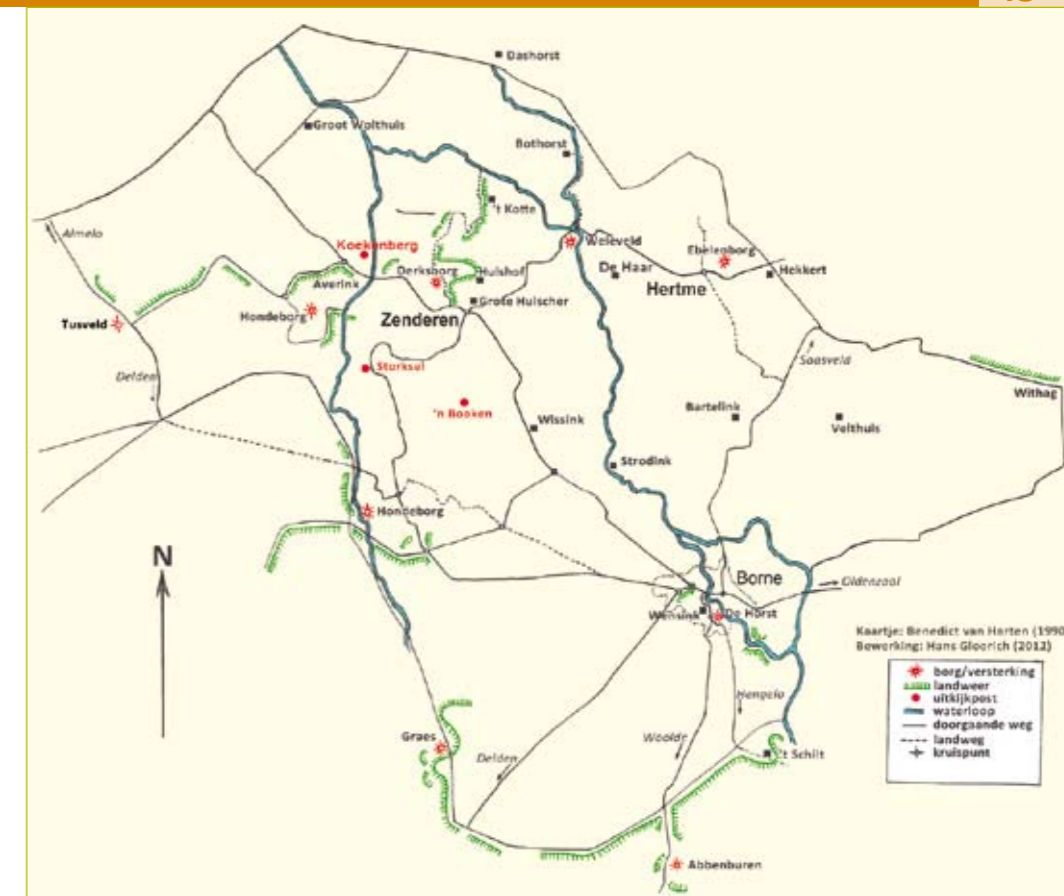 Dashorst
Groot Wolthuis
Bothorst
't Kotte
Almelo
Koekenberg
Weleveld
Ebelenborg
Derksborg
Hulshof
De Haar
Hekkert
Averink
Hertme
Grote Hulscher
Hondeborg
Zenderen
Tusveld
Saasveld
Storksul
Delden
Withag
'n Booken
Bartelink
Velthuis
Wissink
Strodink
Hondeborg
N
Borne
Oldenzaal
Wensink
De Horst
Kaartje: Benedict van Harten (1990
Bewerking: Hans Gloerich (2012)
borg/versterking
landweer
uitkijkpost
waterloop
doorgaande weg
landweg
kruispunt
Hengelo
Graes
Woolde
Delden
't Schilt
Abbenburen